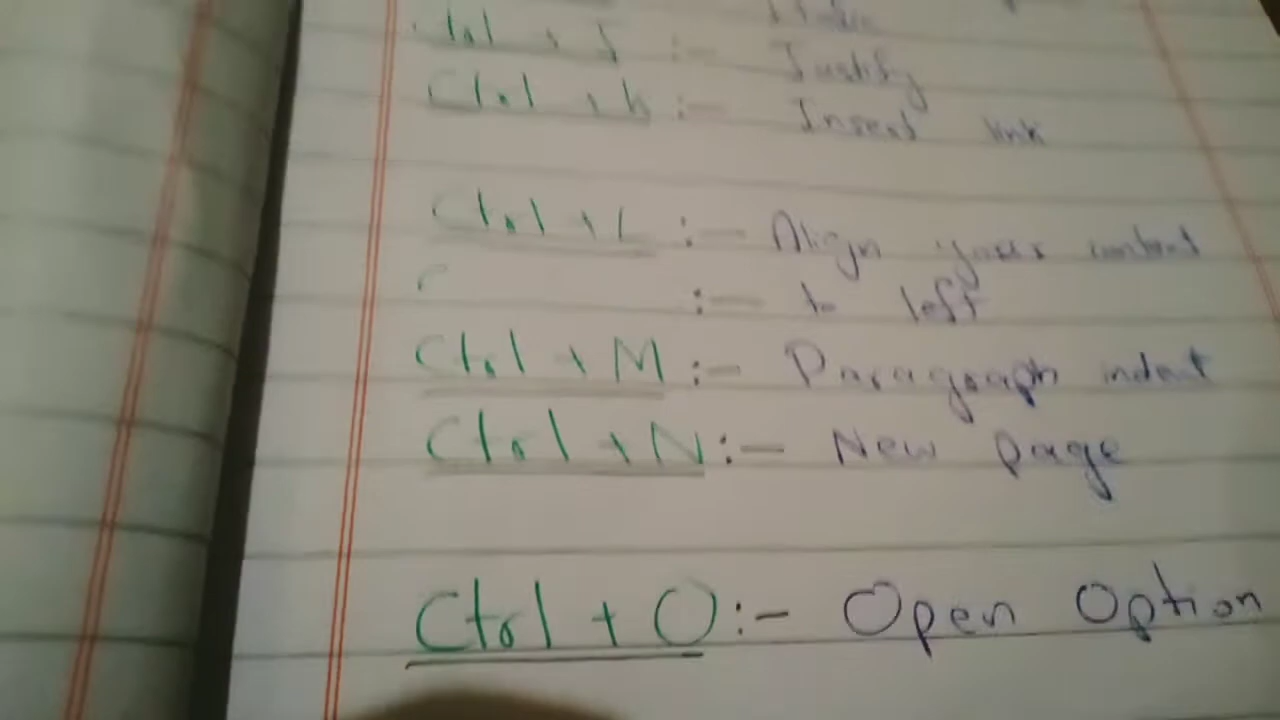 Ctrl + J :- Justify
Ctrl + k :- Insert link
Ctrl + L :- Align your content
:- to left
Ctrl + M :- Paragraph indent
Ctrl + N :- New page
Ctrl + O :- Open Option